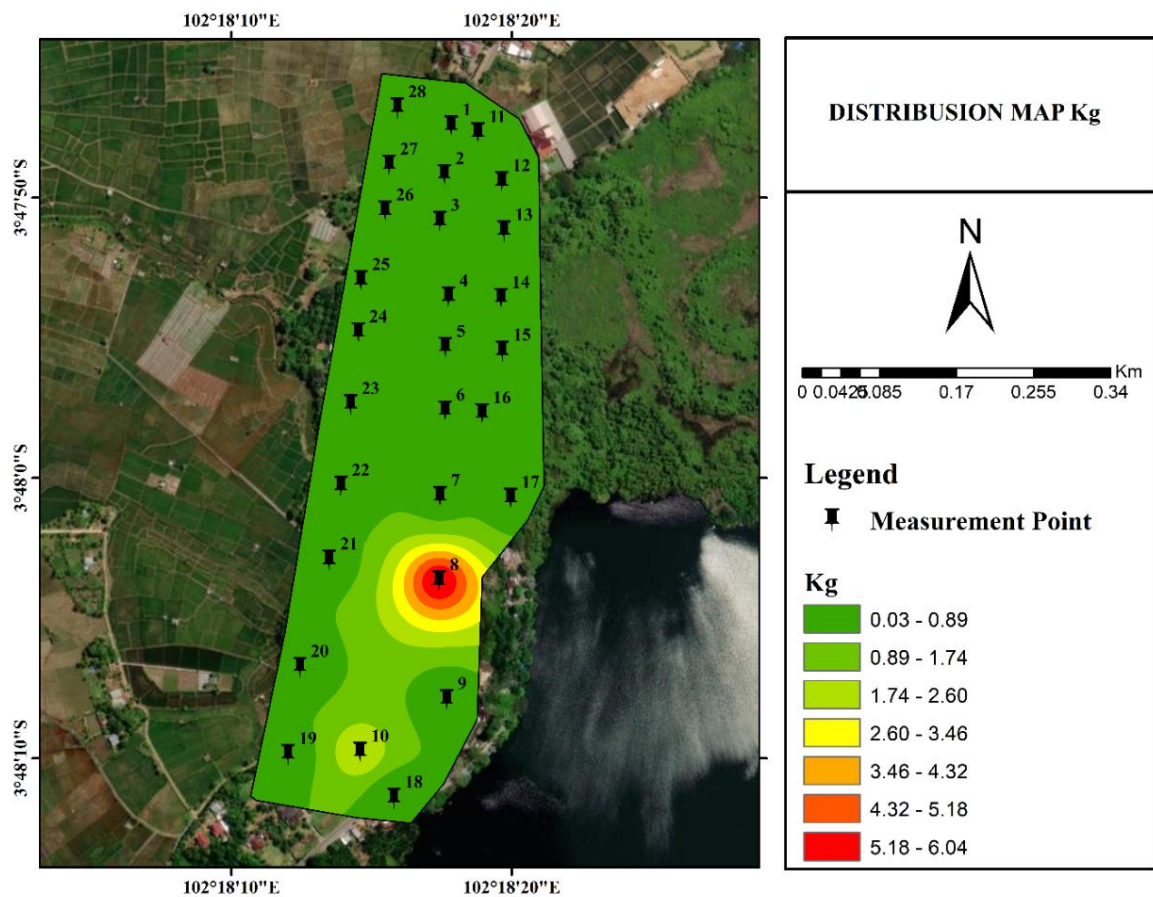 102°18'10"E 102°18'20"E
3°47'50"S
3°48'0"S
3°48'10"S
28
1
11
27
2
12
26
3
13
25
4
14
24
5
15
23
6
16
22
7
17
21
8
20
9
19
10
18
102°18'10"E 102°18'20"E
DISTRIBUSION MAP Kg
N
Km
0 0.0425 0.085 0.17 0.255 0.34
Legend
Measurement Point
Kg
0.03 - 0.89
0.89 - 1.74
1.74 - 2.60
2.60 - 3.46
3.46 - 4.32
4.32 - 5.18
5.18 - 6.04